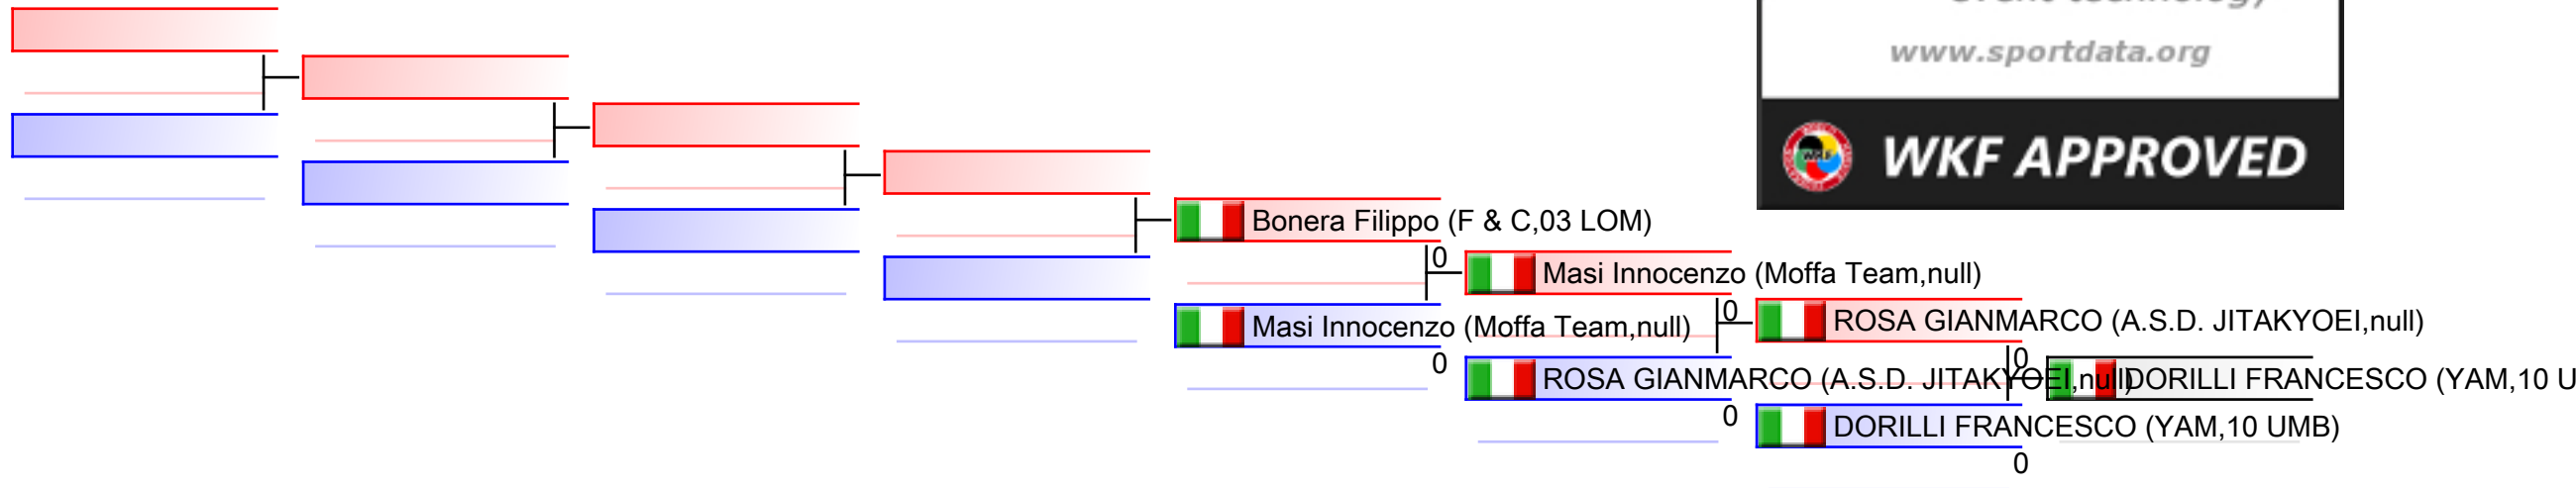 event technology
www.sportdata.org
WKF APPROVED
Bonera Filippo (F & C,03 LOM)
0
Masi Innocenzo (Moffa Team,null)
Masi Innocenzo (Moffa Team,null)
0
0
ROSA GIANMARCO (A.S.D. JITAKYOEI,null)
ROSA GIANMARCO (A.S.D. JITAKYOEI,null)
0
0
DORILLI FRANCESCO (YAM,10 U
DORILLI FRANCESCO (YAM,10 UMB)
0